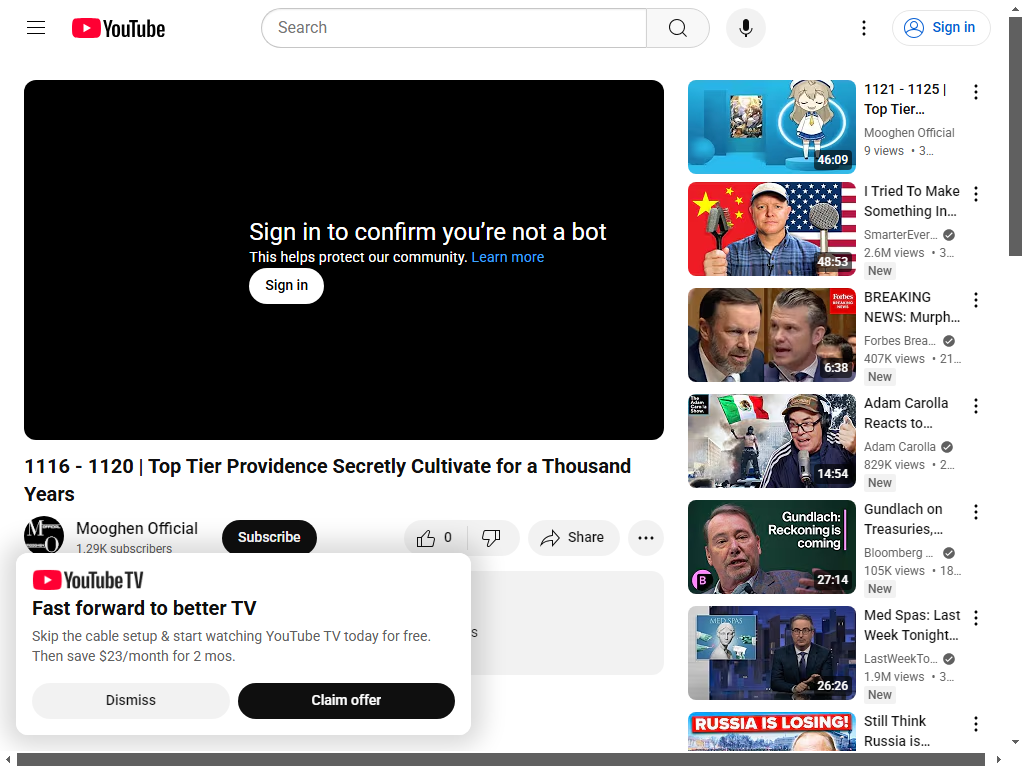 YouTube
Search
Sign in
Sign in to confirm you’re not a bot
This helps protect our community. Learn more
Sign in
1116 - 1120 | Top Tier Providence Secretly Cultivate for a Thousand
Years
Mooghen Official
1.29K subscribers
Subscribe
0
Share
s
YouTube TV
Fast forward to better TV
Skip the cable setup & start watching YouTube TV today for free.
Then save $23/month for 2 mos.
Dismiss
Claim offer
46:09
1121 - 1125 |
Top Tier...
Mooghen Official
9 views • 3...
48:53
I Tried To Make
Something In...
SmarterEver...
2.6M views • 3...
New
Forbes
BREAKING
NEWS
6:38
BREAKING
NEWS: Murph...
Forbes Brea...
407K views • 21...
New
The
Adam
Carolla
Show.
14:54
Adam Carolla
Reacts to...
Adam Carolla
829K views • 2...
New
Gundlach:
Reckoning is
coming
B
27:14
Gundlach on
Treasuries,...
Bloomberg ...
105K views • 18...
New
MED SPAS
26:26
Med Spas: Last
Week Tonight...
LastWeekTo...
1.9M views • 3...
New
RUSSIA IS LOSING!
Still Think
Russia is...